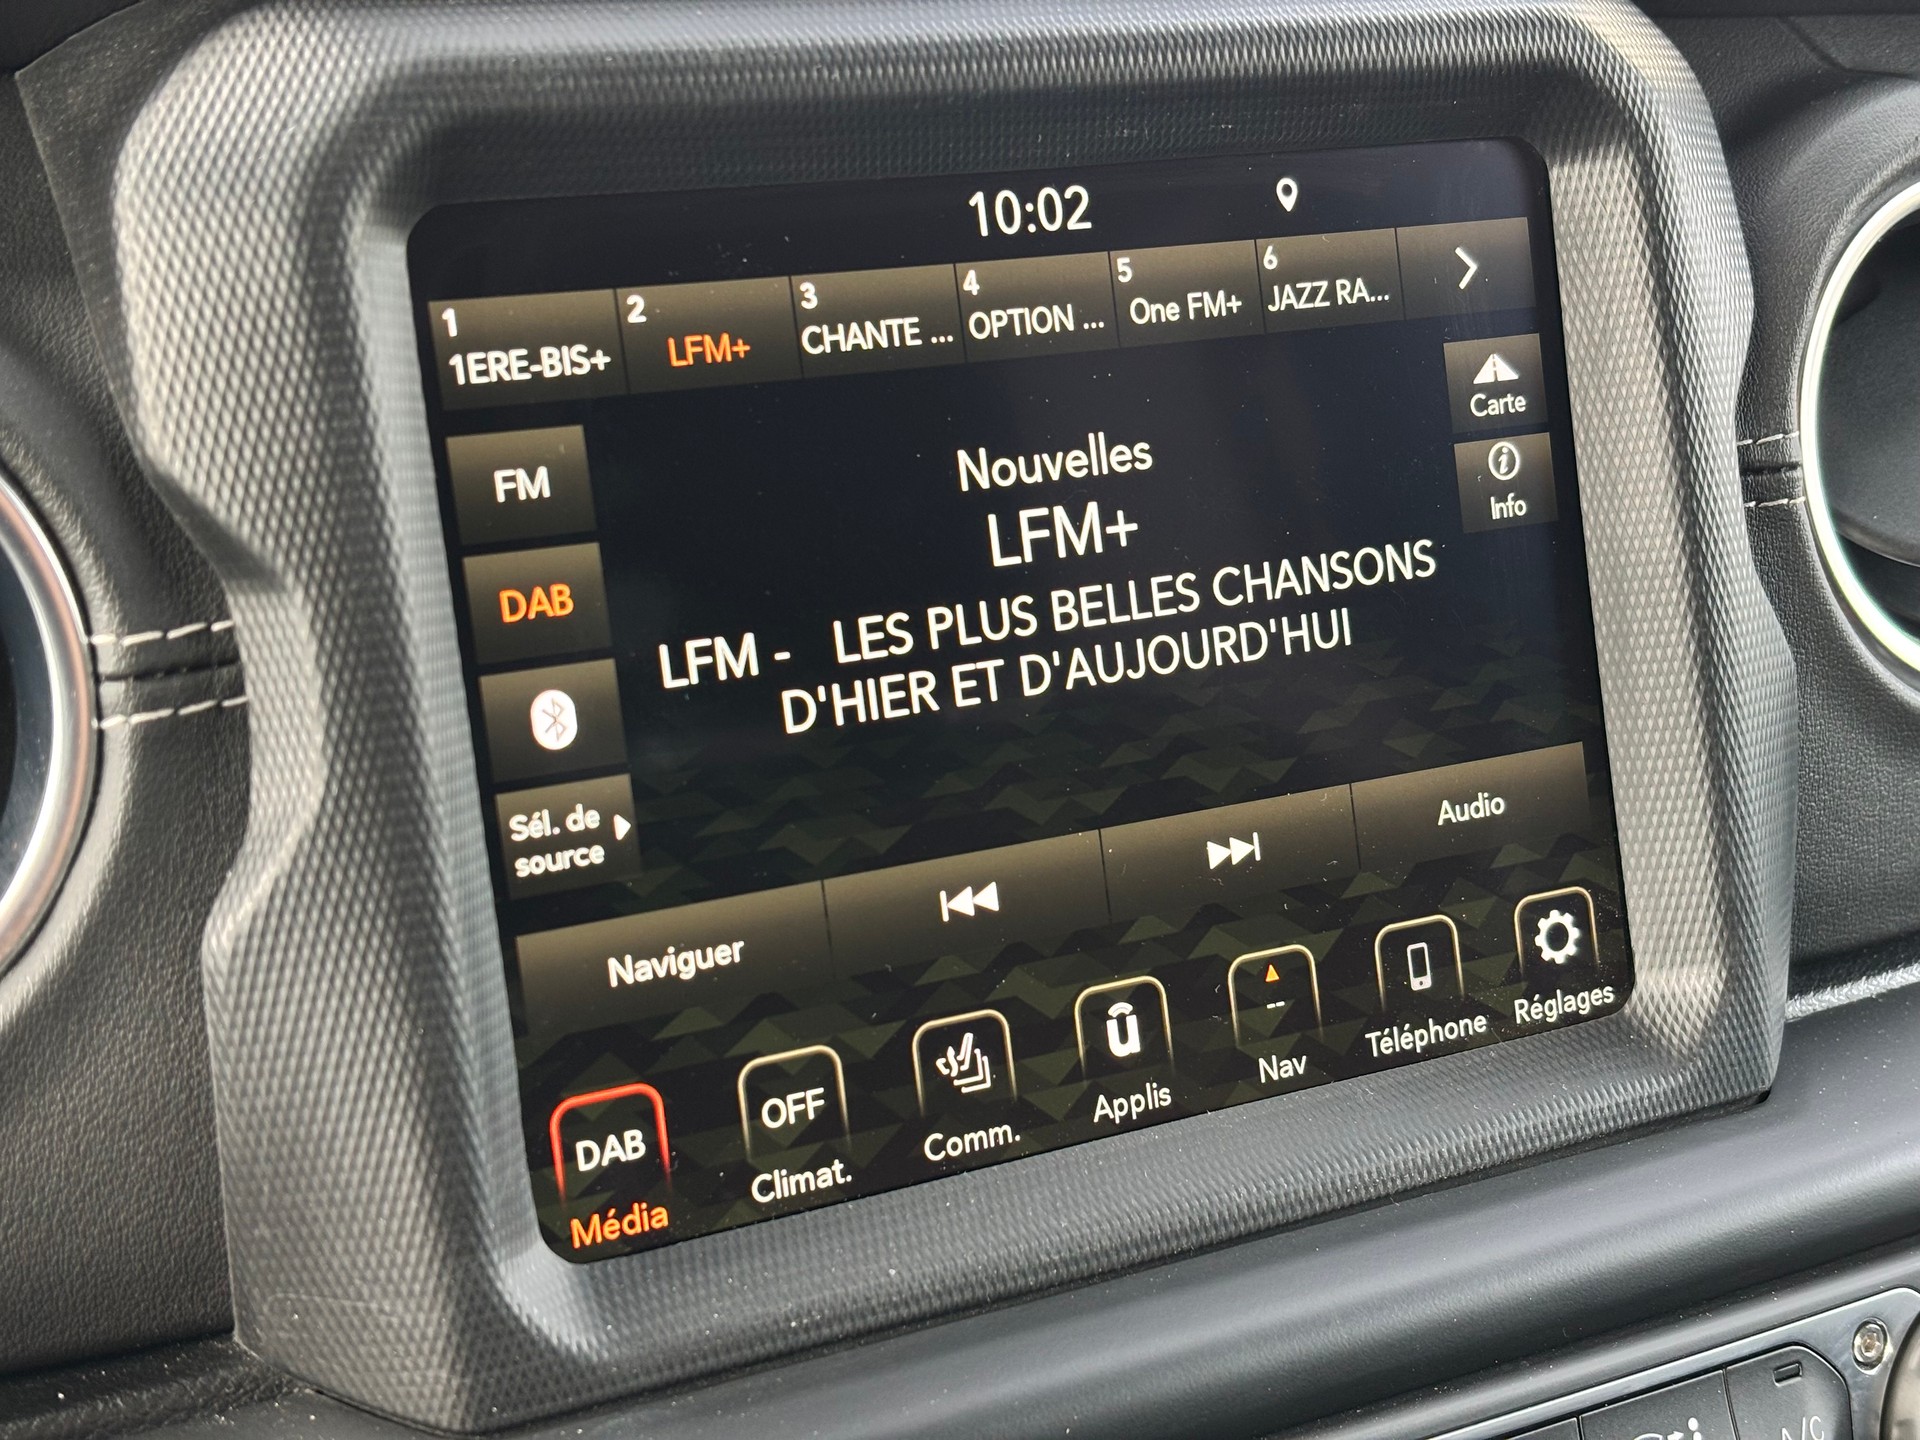 10:02
1
1ERE-BIS+
2
LFM+
3
CHANTE ...
4
OPTION ...
5
One FM+
6
JAZZ RA...
Carte
Info
FM
DAB
Sél. de
source
Nouvelles
LFM+
LFM - LES PLUS BELLES CHANSONS
D'HIER ET D'AUJOURD'HUI
Naviguer
Audio
DAB
Média
OFF
Climat.
Comm.
ū
Applis
--
Nav
Téléphone
Réglages
A/C